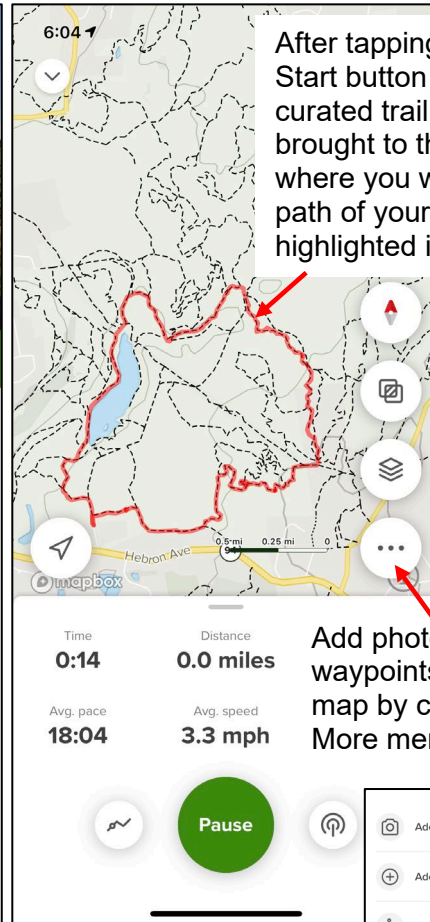 6:04
After tapping
Start button
curated trail
brought to th
where you w
path of your
highlighted i
0.5 mi 0.25 mi 0
Hebron Ave
94
mapbox
Time
0:14
Distance
0.0 miles
Avg. pace
18:04
Avg. speed
3.3 mph
Add phot
waypoints
map by c
More me
Pause
Ad
Ad